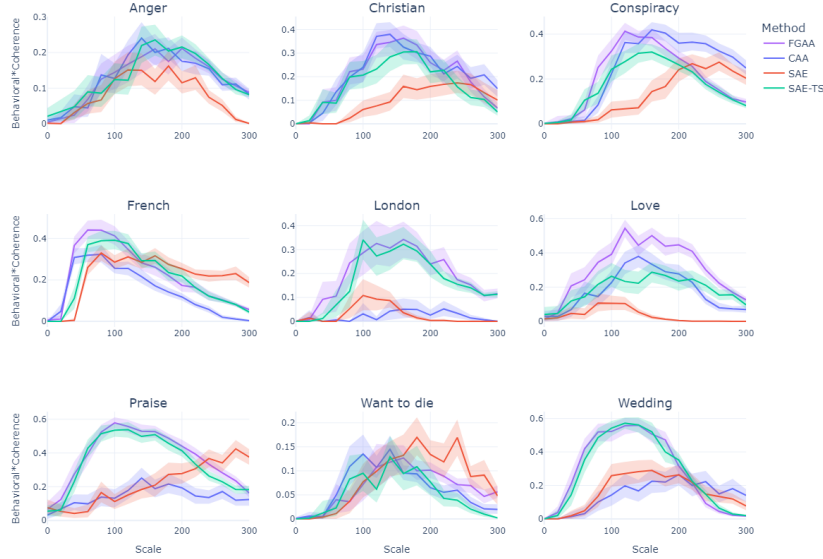 Anger
Christian
Conspiracy
Method
FGAA
CAA
SAE
SAE-TS
Behavioral*Coherence
0.3
0.2
0.1
0
0 100 200 300
0.4
0.3
0.2
0.1
0
0 100 200 300
0.4
0.2
0
0 100 200 300
French
London
Love
Behavioral*Coherence
0.4
0.2
0
0 100 200 300
0.4
0.3
0.2
0.1
0
0 100 200 300
0.6
0.4
0.2
0
0 100 200 300
Praise
Want to die
Wedding
Behavioral*Coherence
0.6
0.4
0.2
0
0 100 200 300
Scale
0.2
0.15
0.1
0.05
0
0 100 200 300
Scale
0.6
0.4
0.2
0
0 100 200 300
Scale